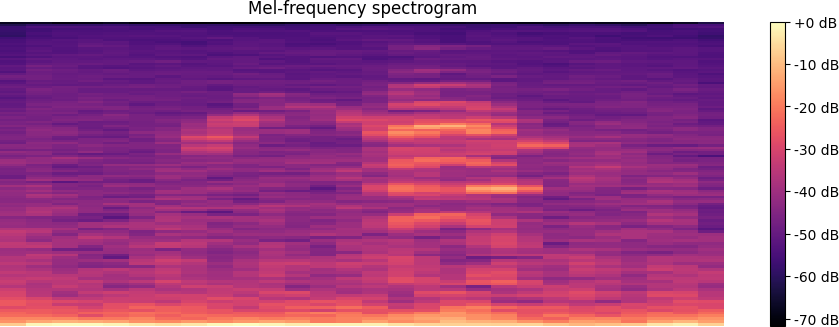 Mel-frequency spectrogram
+0 dB
-10 dB
-20 dB
-30 dB
-40 dB
-50 dB
-60 dB
-70 dB